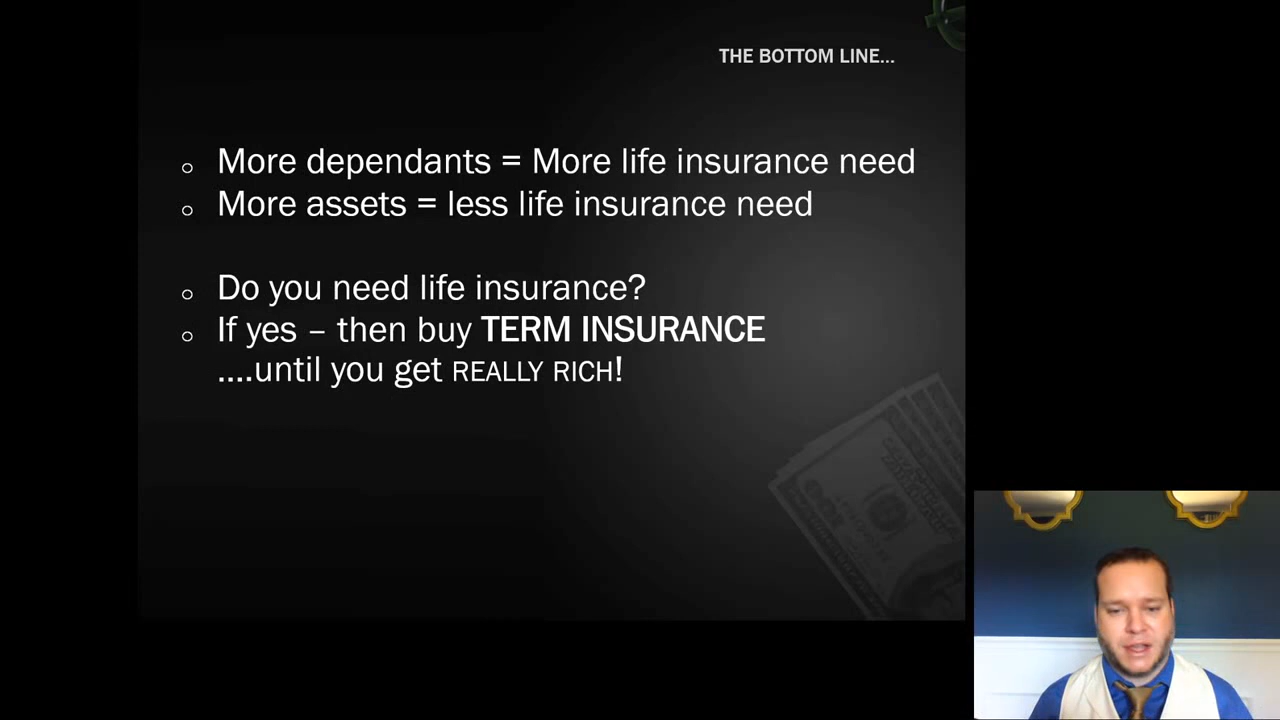 THE BOTTOM LINE...
More dependants = More life insurance need
More assets = less life insurance need
Do you need life insurance?
If yes – then buy TERM INSURANCE
....until you get REALLY RICH!